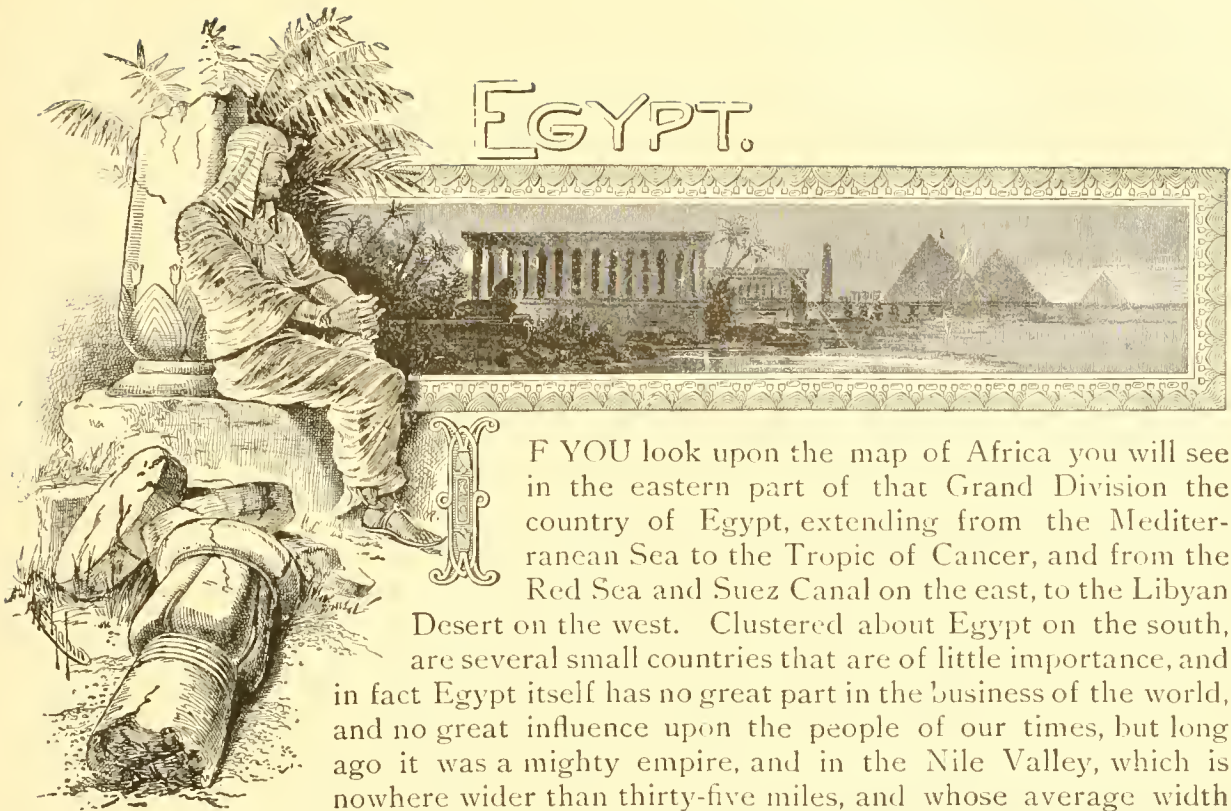 EGYPT.
IF YOU look upon the map of Africa you will see
in the eastern part of that Grand Division the
country of Egypt, extending from the Mediter-
ranean Sea to the Tropic of Cancer, and from the
Red Sea and Suez Canal on the east, to the Libyan
Desert on the west. Clustered about Egypt on the south,
are several small countries that are of little importance, and
in fact Egypt itself has no great part in the business of the world,
and no great influence upon the people of our times, but long
ago it was a mighty empire, and in the Nile Valley, which is
nowhere wider than thirty-five miles, and whose average width